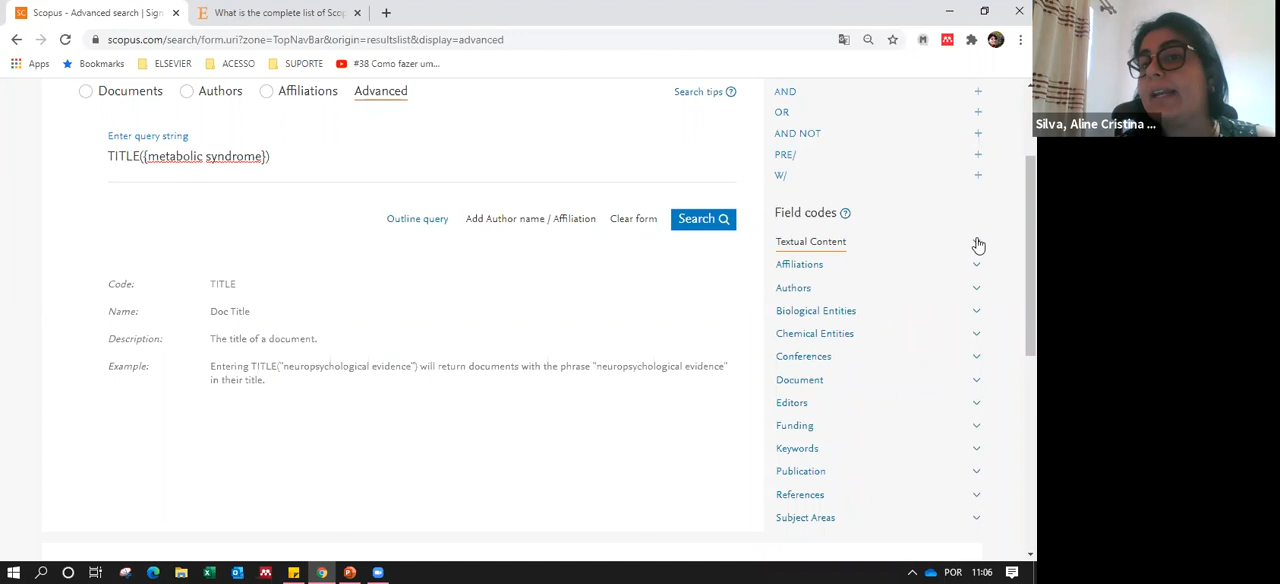 Scopus - Advanced search | Sign
What is the complete list of Scop
scopus.com/search/form.uri?zone=TopNavBar&origin=resultslist&display=advanced
Apps
Bookmarks
ELSEVIER
ACESSO
SUPORTE
#38 Como fazer um...
Documents
Authors
Affiliations
Advanced
Search tips
Enter query string
TITLE({metabolic syndrome})
Outline query
Add Author name / Affiliation
Clear form
Search
Code:
TITLE
Name:
Doc Title
Description:
The title of a document.
Example:
Entering TITLE("neuropsychological evidence") will return documents with the phrase "neuropsychological evidence"
in their title.
AND
OR
AND NOT
PRE/
W/
Field codes
Textual Content
Affiliations
Authors
Biological Entities
Chemical Entities
Conferences
Document
Editors
Funding
Keywords
Publication
References
Subject Areas
Silva, Aline Cristina ...
POR
11:06